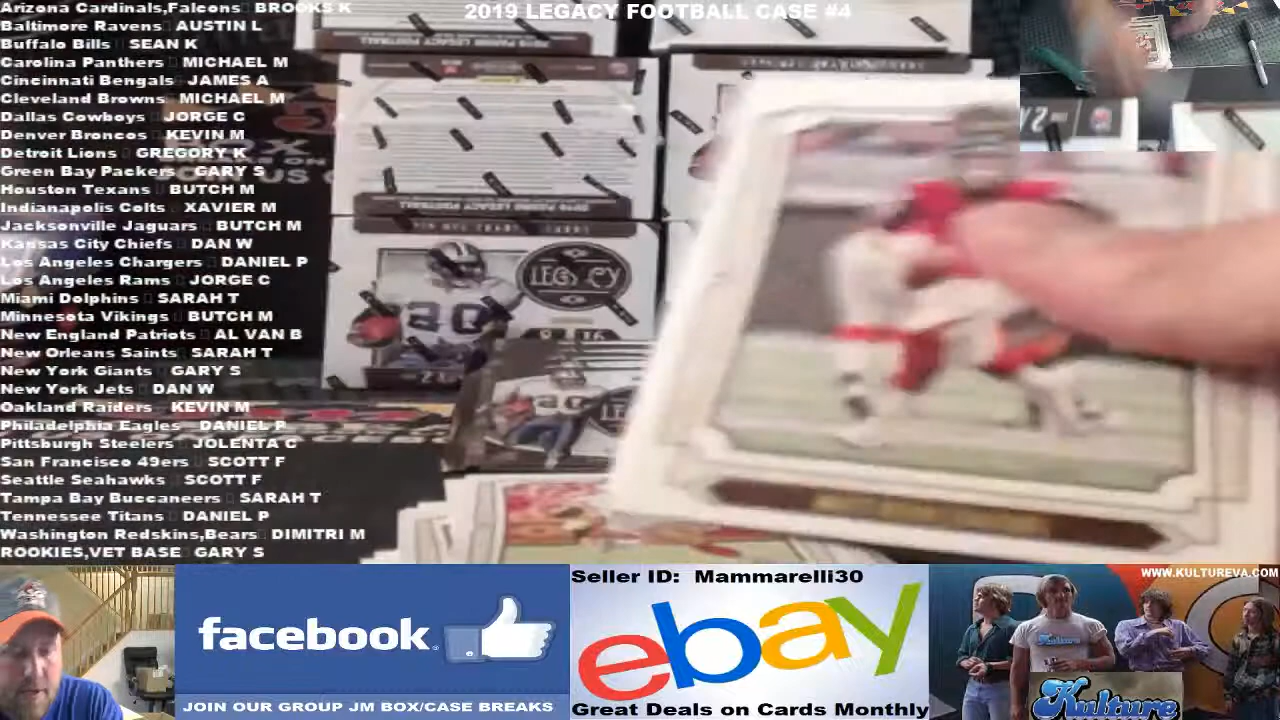 2019 LEGACY FOOTBALL CASE #4
Arizona Cardinals,Falcons BROOKS K
Baltimore Ravens AUSTIN L
Buffalo Bills SEAN K
Carolina Panthers MICHAEL M
Cincinnati Bengals JAMES A
Cleveland Browns MICHAEL M
Dallas Cowboys JORGE C
Denver Broncos KEVIN M
Detroit Lions GREGORY K
Green Bay Packers GARY S
Houston Texans BUTCH M
Indianapolis Colts XAVIER M
Jacksonville Jaguars BUTCH M
Kansas City Chiefs DAN W
Los Angeles Chargers DANIEL P
Los Angeles Rams JORGE C
Miami Dolphins SARAH T
Minnesota Vikings BUTCH M
New England Patriots AL VAN B
New Orleans Saints SARAH T
New York Giants GARY S
New York Jets DAN W
Oakland Raiders KEVIN M
Philadelphia Eagles DANIEL P
Pittsburgh Steelers JOLENTA C
San Francisco 49ers SCOTT F
Seattle Seahawks SCOTT F
Tampa Bay Buccaneers SARAH T
Tennessee Titans DANIEL P
Washington Redskins,Bears DIMITRI M
ROOKIES,VET BASE GARY S
LEGACY
20
facebook
JOIN OUR GROUP JM BOX/CASE BREAKS
Seller ID: Mammarelli30
ebay
Great Deals on Cards Monthly
WWW.KULTUREVA.COM
Kulture
Kulture